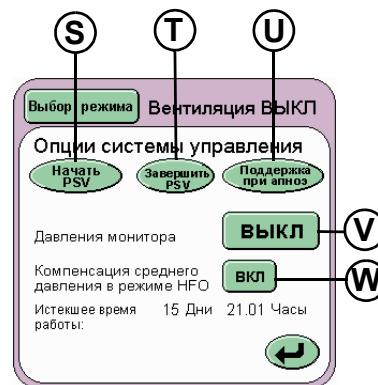 S T U
Выбор режима Вентиляция ВЫКЛ
Опции системы управления
Начать PSV
Завершить PSV
Поддержка при апноэ
Давления монитора ВЫКЛ V
Компенсация среднего
давления в режиме HFO ВКЛ W
Истекшее время 15 Дни 21.01 Часы
работы: